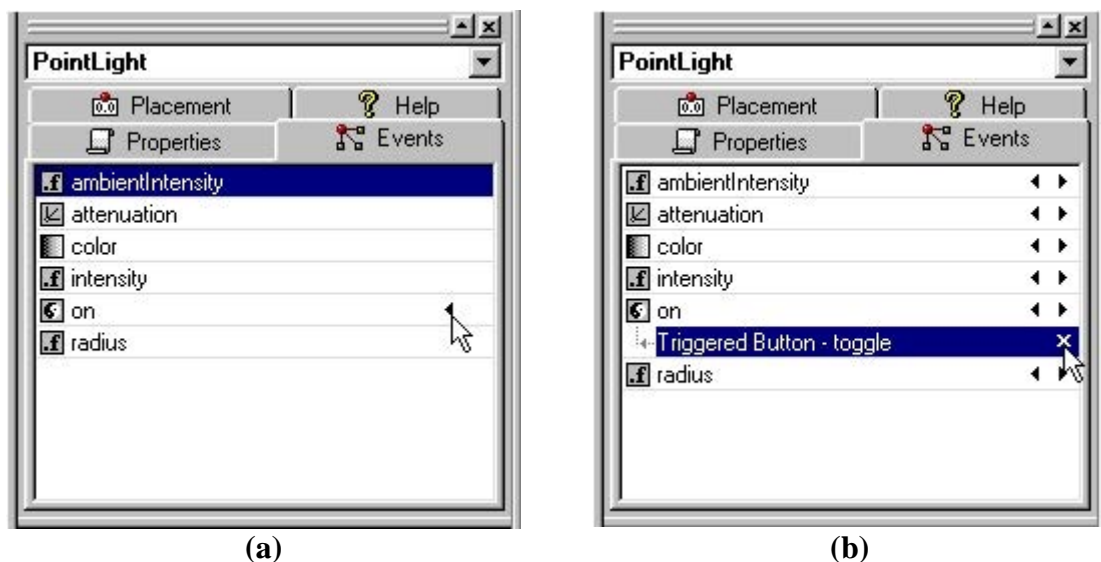 PointLight
Placement Help
Properties Events
.f ambientIntensity
attenuation
color
.f intensity
on
.f radius
(a)
PointLight
Placement Help
Properties Events
.f ambientIntensity
attenuation
color
.f intensity
on
Triggered Button - toggle
.f radius
(b)